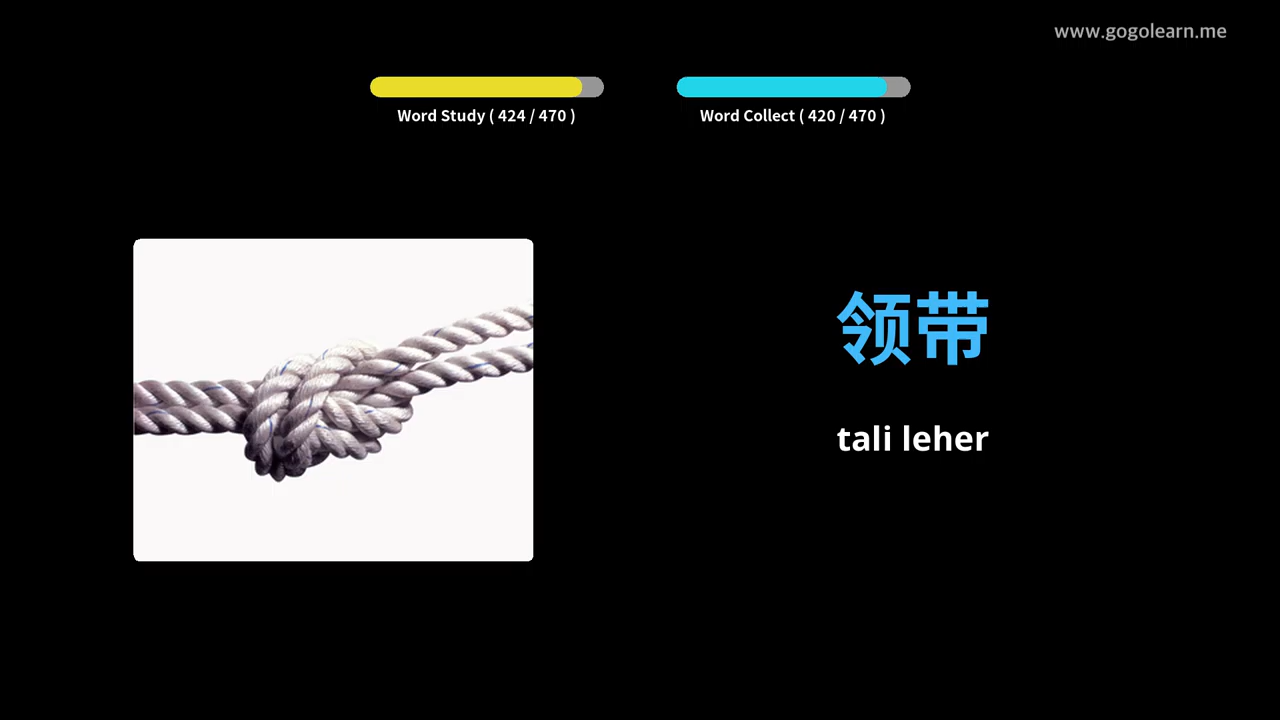 www.gogolearn.me
Word Study ( 424 / 470 )
Word Collect ( 420 / 470 )
领带
tali leher